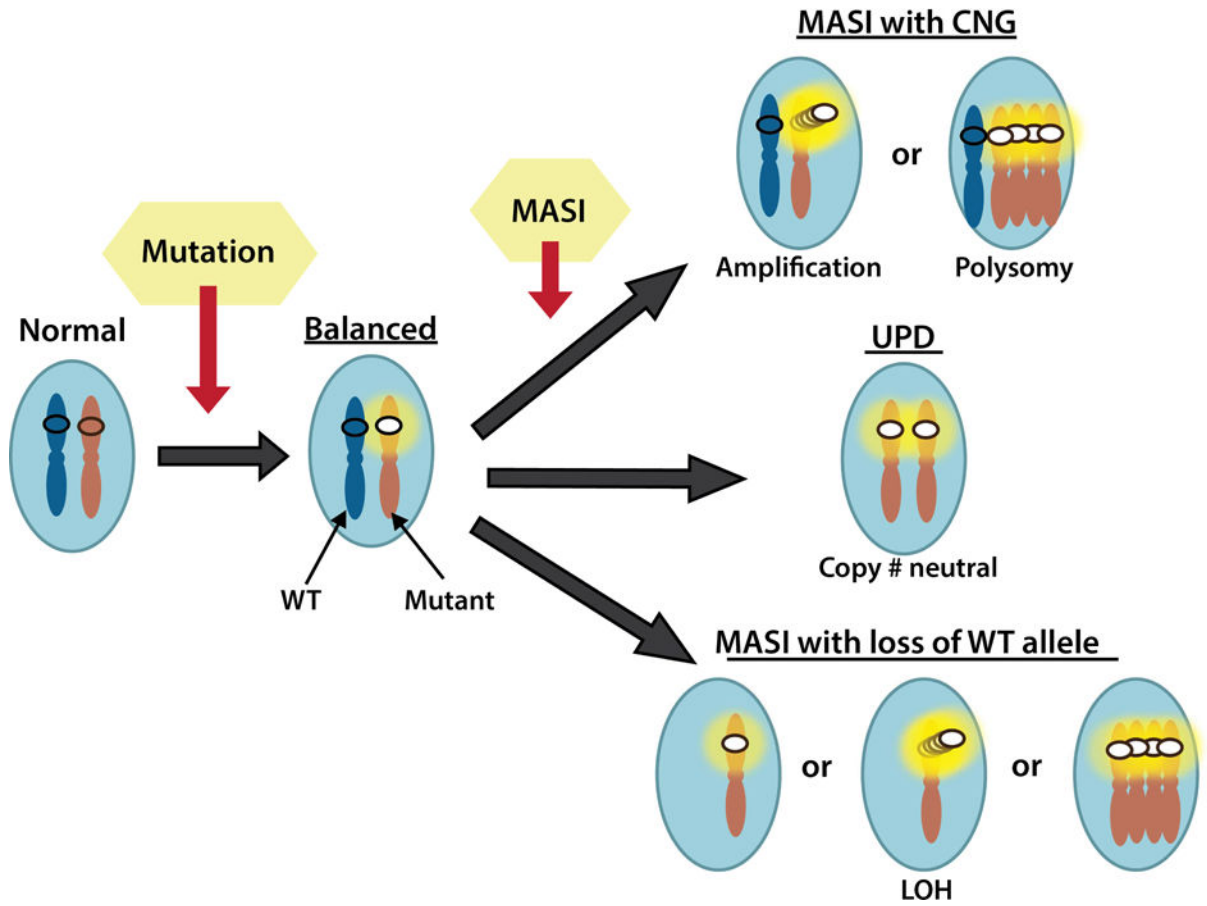 MASI with CNG
or
Amplification
Polysomy
MASI
Mutation
Normal
Balanced
WT
Mutant
UPD
Copy # neutral
MASI with loss of WT allele
or
or
LOH